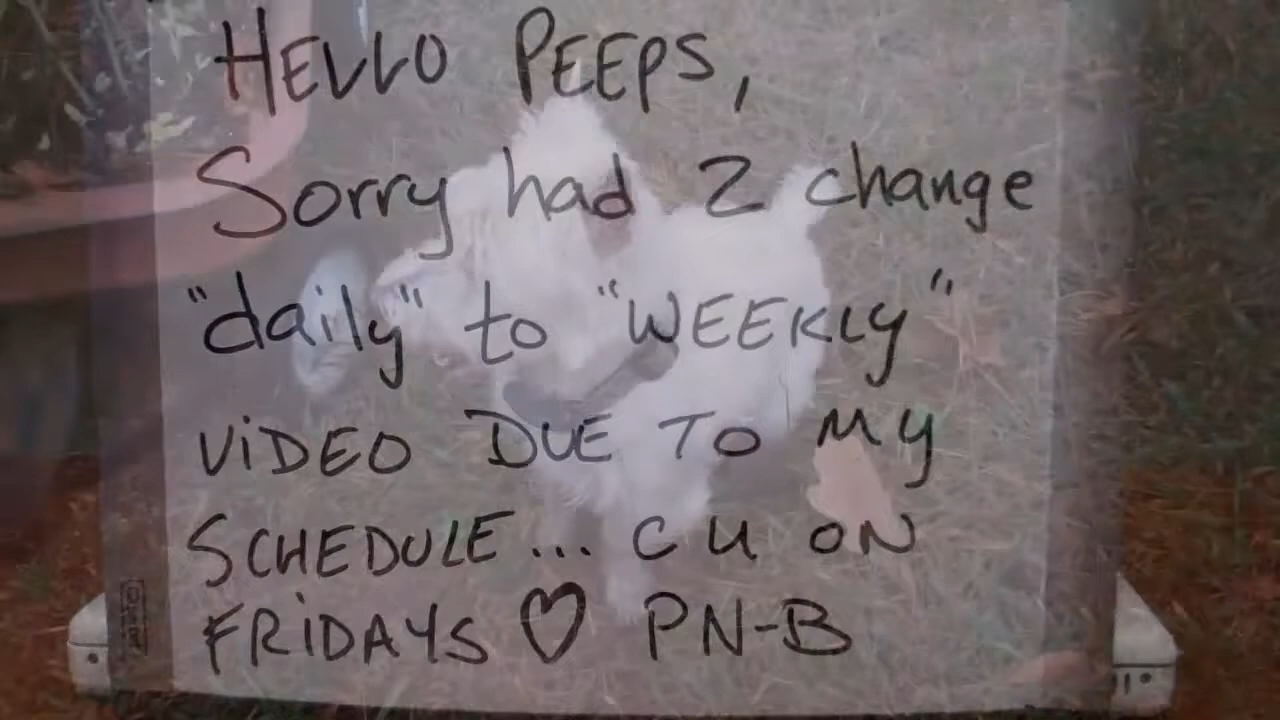 HELLO PEEPS,
Sorry had 2 change
"daily" to "WEEKLY"
ViDEO DUE TO MY
SCHEDULE... C U ON
FRiDAYS ♡ PN-B